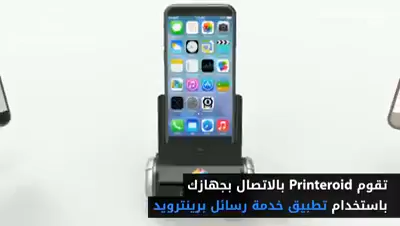 تقوم Printeroid بالاتصال بجهازك
باستخدام تطبيق خدمة رسائل برينترويد